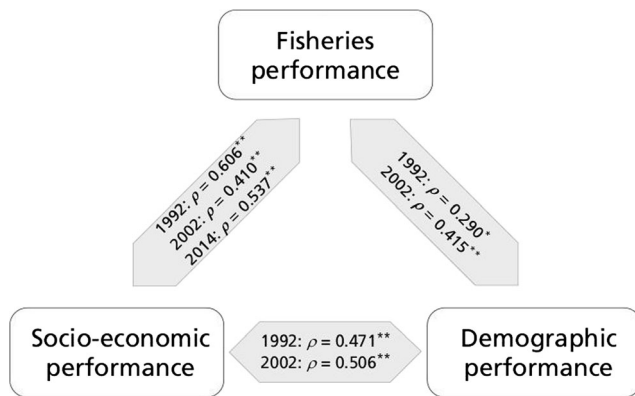 Fisheries
performance
1992: ρ = 0.606**
2002: ρ = 0.410**
2014: ρ = 0.537**
1992: ρ = 0.290*
2002: ρ = 0.415**
Socio-economic
performance
1992: ρ = 0.471**
2002: ρ = 0.506**
Demographic
performance